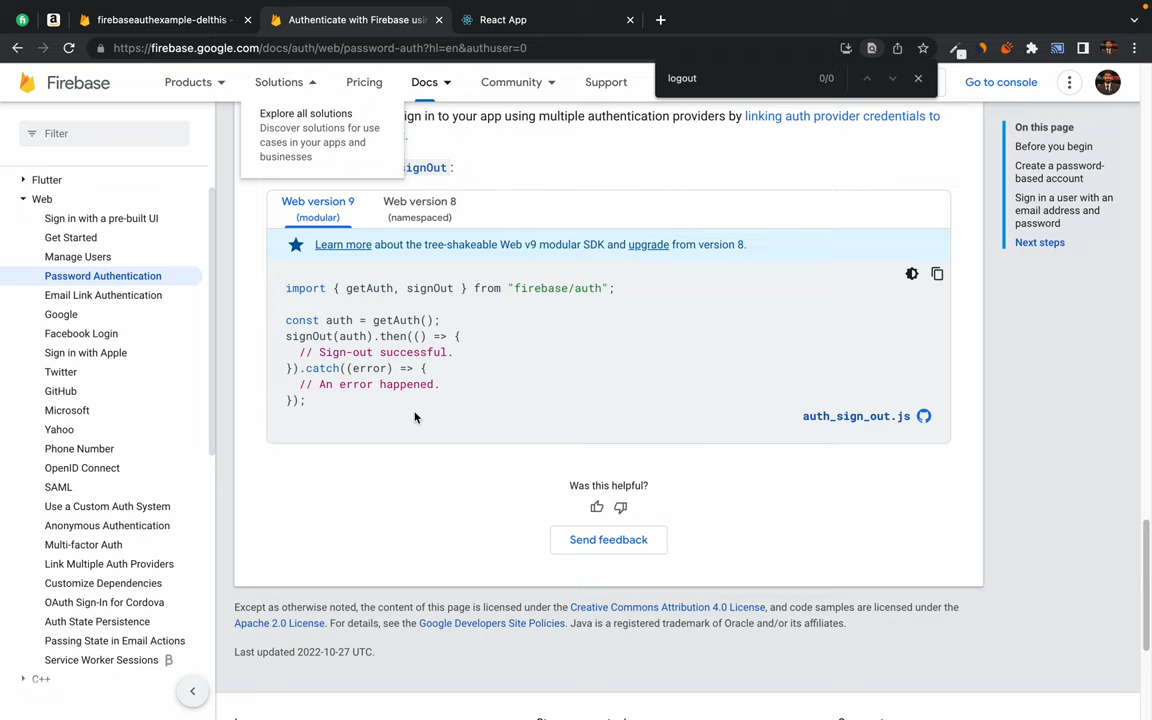 firebaseauthexample-delthis -
Authenticate with Firebase usin
React App
https://firebase.google.com/docs/auth/web/password-auth?hl=en&authuser=0
logout
0/0
Firebase
Products
Solutions
Pricing
Docs
Community
Support
Go to console
Explore all solutions
Discover solutions for use
cases in your apps and
businesses
Filter
Flutter
Web
Sign in with a pre-built UI
Get Started
Manage Users
Password Authentication
Email Link Authentication
Google
Facebook Login
Sign in with Apple
Twitter
GitHub
Microsoft
Yahoo
Phone Number
OpenID Connect
SAML
Use a Custom Auth System
Anonymous Authentication
Multi-factor Auth
Link Multiple Auth Providers
Customize Dependencies
OAuth Sign-In for Cordova
Auth State Persistence
Passing State in Email Actions
Service Worker Sessions
C++
ign in to your app using multiple authentication providers by linking auth provider credentials to
signOut:
Web version 9
(modular)
Web version 8
(namespaced)
Learn more about the tree-shakeable Web v9 modular SDK and upgrade from version 8.
import { getAuth, signOut } from "firebase/auth";
const auth = getAuth();
signOut(auth).then(() => {
// Sign-out successful.
}).catch((error) => {
// An error happened.
});
auth_sign_out.js
Was this helpful?
Send feedback
Except as otherwise noted, the content of this page is licensed under the Creative Commons Attribution 4.0 License, and code samples are licensed under the
Apache 2.0 License. For details, see the Google Developers Site Policies. Java is a registered trademark of Oracle and/or its affiliates.
Last updated 2022-10-27 UTC.
On this page
Before you begin
Create a password-
based account
Sign in a user with an
email address and
password
Next steps